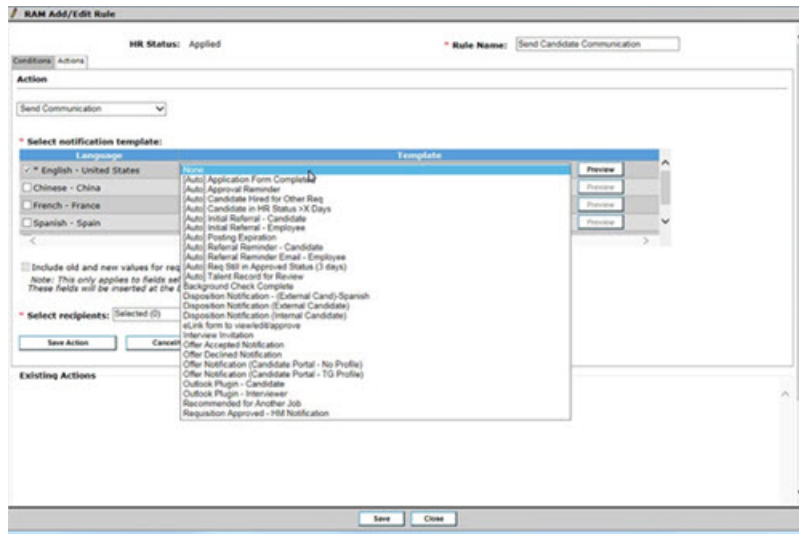 RAM Add/Edit Rule
HR Status: Applied
* Rule Name: Send Candidate Communication
Conditions Actions
Action
Send Communication
* Select notification template:
Language Template
* English - United States
None
Preview
[Auto] Application Form Completed
Chinese - China
[Auto] Approval Reminder
Preview
[Auto] Candidate Hired for Other Req
French - France
[Auto] Candidate in HR Status >X Days
Preview
[Auto] Initial Referral - Candidate
Spanish - Spain
[Auto] Initial Referral - Employee
Preview
[Auto] Posting Expiration
[Auto] Referral Reminder - Candidate
[Auto] Referral Reminder Email - Employee
Include old and new values for req
[Auto] Req Still in Approved Status (3 days)
Note: This only applies to fields sel
[Auto] Talent Record for Review
These fields will be inserted at the
Background Check Complete
Disposition Notification - (External Cand)-Spanish
Disposition Notification (External Candidate)
* Select recipients: Selected (0)
Disposition Notification (Internal Candidate)
eLink form to view/edit/approve
Interview Invitation
Save Action
Offer Accepted Notification
Offer Declined Notification
Offer Notification (Candidate Portal - No Profile)
Existing Actions
Offer Notification (Candidate Portal - TG Profile)
Outlook Plugin - Candidate
Outlook Plugin - Interviewer
Recommended for Another Job
Requisition Approved - HM Notification
Save Close